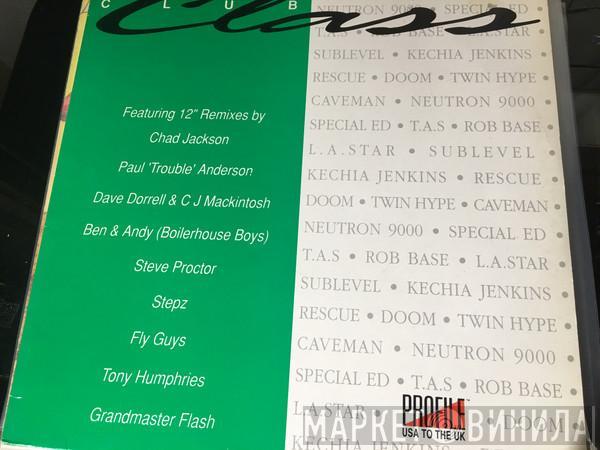 CLUB
Class
Featuring 12" Remixes by
Chad Jackson
Paul 'Trouble' Anderson
Dave Dorrell & C J Mackintosh
Ben & Andy (Boilerhouse Boys)
Steve Proctor
Stepz
Fly Guys
Tony Humphries
Grandmaster Flash
NEUTRON 9000 • SPECIAL ED
T.A.S • ROB BASE • L.A.STAR
SUBLEVEL • KECHIA JENKINS •
RESCUE • DOOM • TWIN HYPE •
CAVEMAN • NEUTRON 9000 •
SPECIAL ED • T.A.S • ROB BASE •
L.A.STAR • SUBLEVEL •
KECHIA JENKINS • RESCUE •
DOOM • TWIN HYPE • CAVEMAN •
NEUTRON 9000 • SPECIAL ED •
T.A.S • ROB BASE • L.A.STAR •
SUBLEVEL • KECHIA JENKINS •
RESCUE • DOOM • TWIN HYPE •
CAVEMAN • NEUTRON 9000 •
SPECIAL ED • T.A.S • ROB BASE •
L.A.STAR • DOOM •
KECHIA JENKINS
PROFILE
USA TO THE UK
МАРКЕТ ВИНИЛА